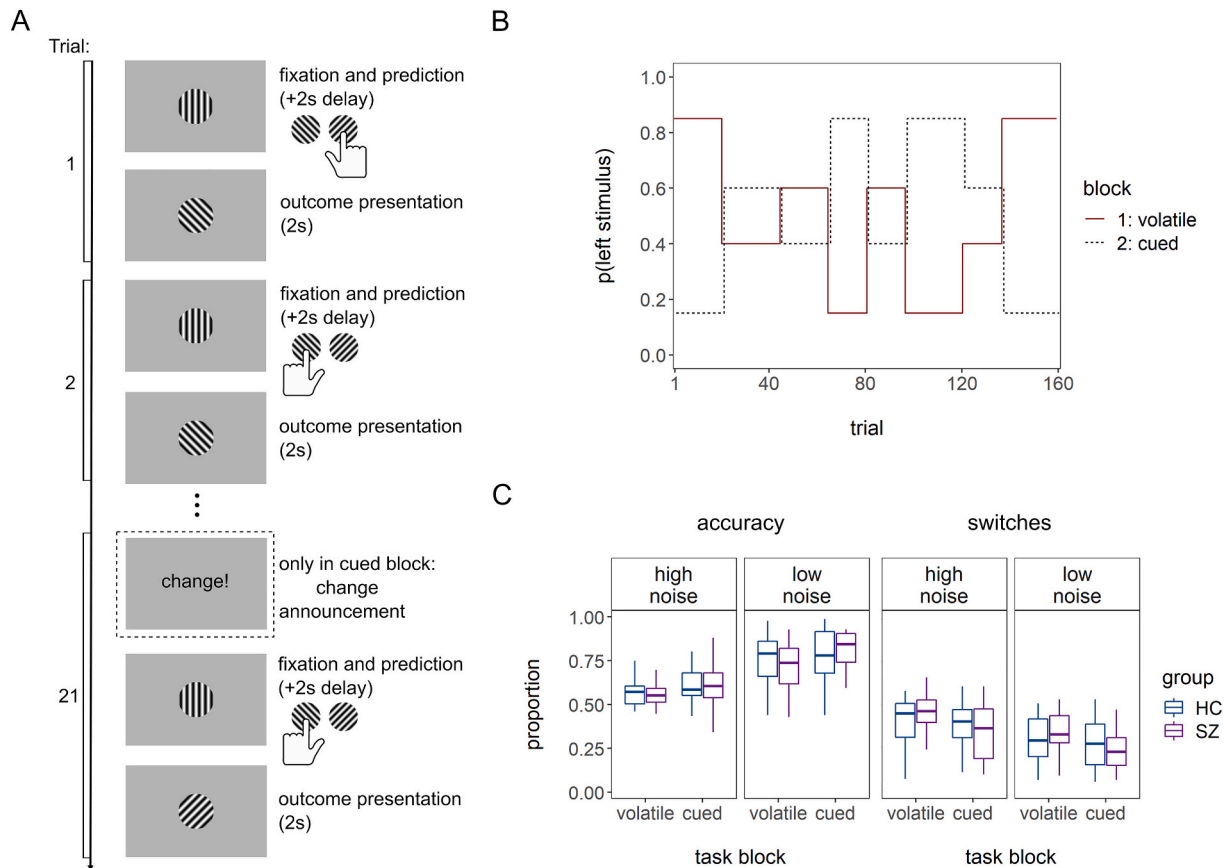 A
Trial:
1
fixation and prediction
(+2s delay)
outcome presentation
(2s)
2
fixation and prediction
(+2s delay)
outcome presentation
(2s)
21
change!
only in cued block:
change
announcement
fixation and prediction
(+2s delay)
outcome presentation
(2s)
B
p(left stimulus)
1.0
0.8
0.6
0.4
0.2
0.0
1 40 80 120 160
trial
block
1: volatile
2: cued
C
accuracy switches
high
noise
low
noise
high
noise
low
noise
proportion
1.00
0.75
0.50
0.25
0.00
volatile cued volatile cued volatile cued volatile cued
task block task block
group
HC
SZ